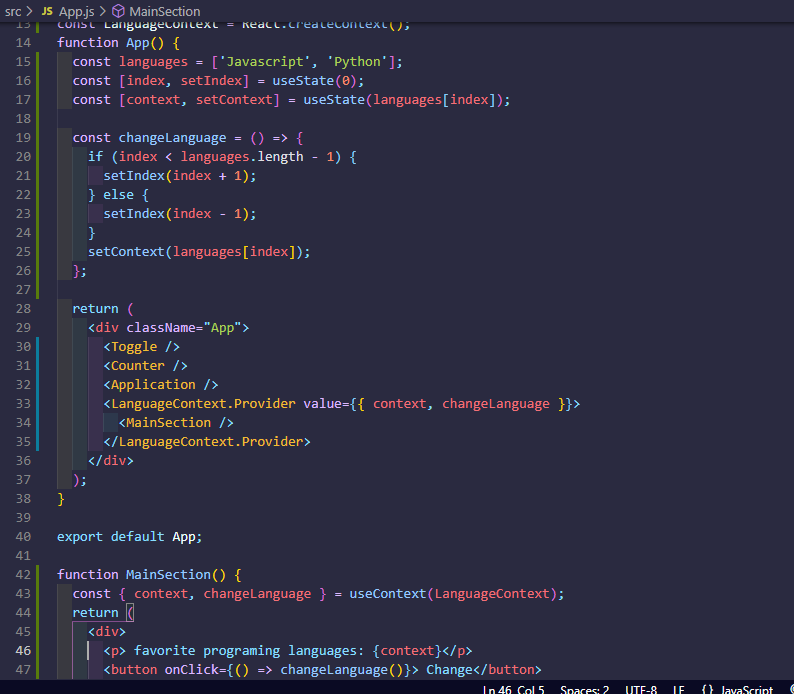 src > JS App.js > MainSection
13 const LanguageContext = React.createContext();
14 function App() {
15 const languages = ['Javascript', 'Python'];
16 const [index, setIndex] = useState(0);
17 const [context, setContext] = useState(languages[index]);
18
19 const changeLanguage = () => {
20 if (index < languages.length - 1) {
21 setIndex(index + 1);
22 } else {
23 setIndex(index - 1);
24 }
25 setContext(languages[index]);
26 };
27
28 return (
29 <div className="App">
30 <Toggle />
31 <Counter />
32 <Application />
33 <LanguageContext.Provider value={{ context, changeLanguage }}>
34 <MainSection />
35 </LanguageContext.Provider>
36 </div>
37 );
38 }
39
40 export default App;
41
42 function MainSection() {
43 const { context, changeLanguage } = useContext(LanguageContext);
44 return (
45 <div>
46 <p> favorite programing languages: {context}</p>
47 <button onClick={() => changeLanguage()}> Change</button>
Ln 46, Col 5 Spaces: 2 UTF-8 LF {} JavaScript